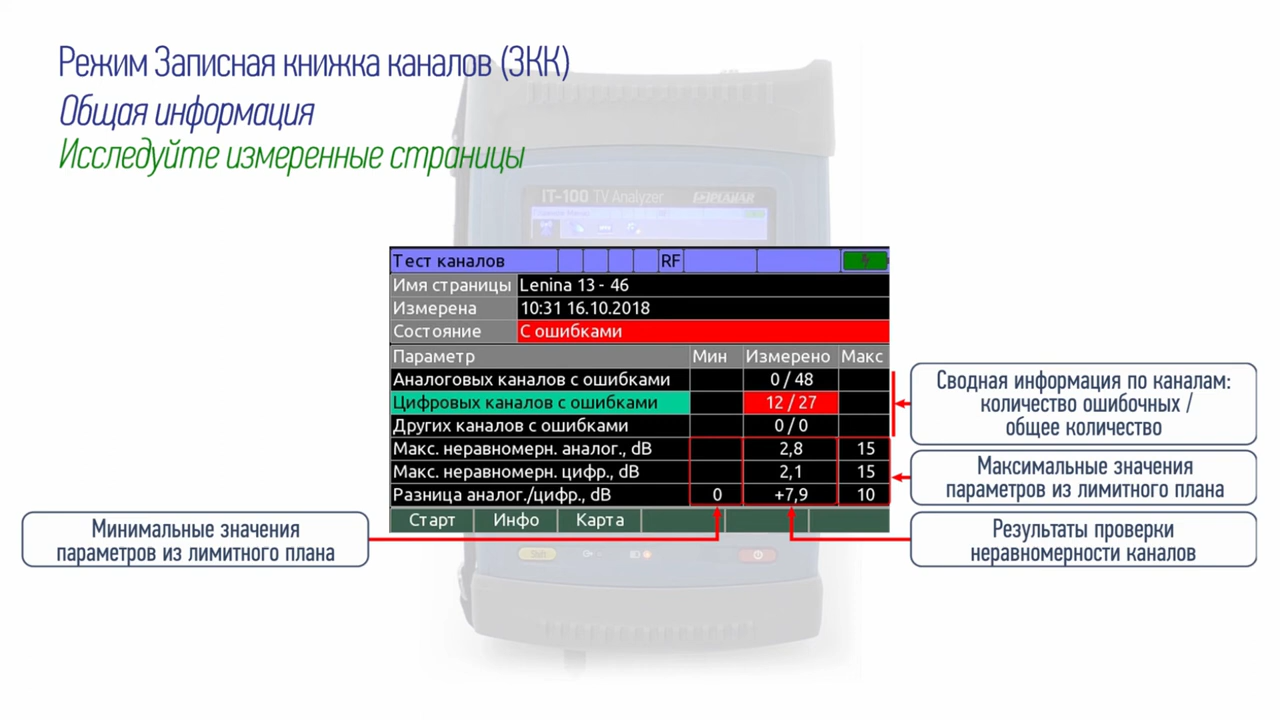 Режим Записная книжка каналов (ЗКК)
Общая информация
Исследуйте измеренные страницы
IT-100 TV Analyzer PLANAR
Тест каналов RF
Имя страницы Lenina 13 - 46
Измерена 10:31 16.10.2018
Состояние С ошибками
Параметр Мин Измерено Макс
Аналоговых каналов с ошибками 0 / 48
Цифровых каналов с ошибками 12 / 27
Других каналов с ошибками 0 / 0
Макс. неравномерн. аналог., dB 2,8 15
Макс. неравномерн. цифр., dB 2,1 15
Разница аналог./цифр., dB 0 +7,9 10
Старт Инфо Карта
Сводная информация по каналам:
количество ошибочных /
общее количество
Максимальные значения
параметров из лимитного плана
Минимальные значения
параметров из лимитного плана
Результаты проверки
неравномерности каналов
Shift